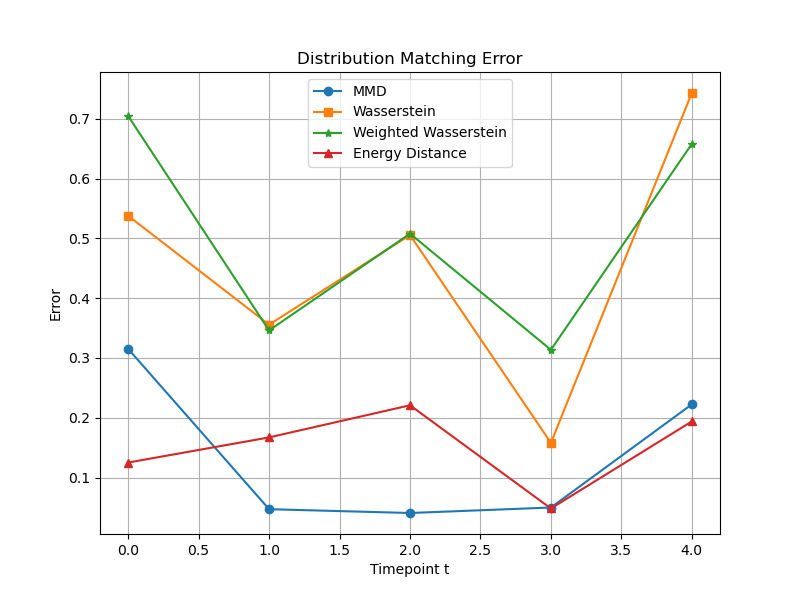 Distribution Matching Error
MMD
Wasserstein
Weighted Wasserstein
Energy Distance
Error
0.7
0.6
0.5
0.4
0.3
0.2
0.1
0.0 0.5 1.0 1.5 2.0 2.5 3.0 3.5 4.0
Timepoint t